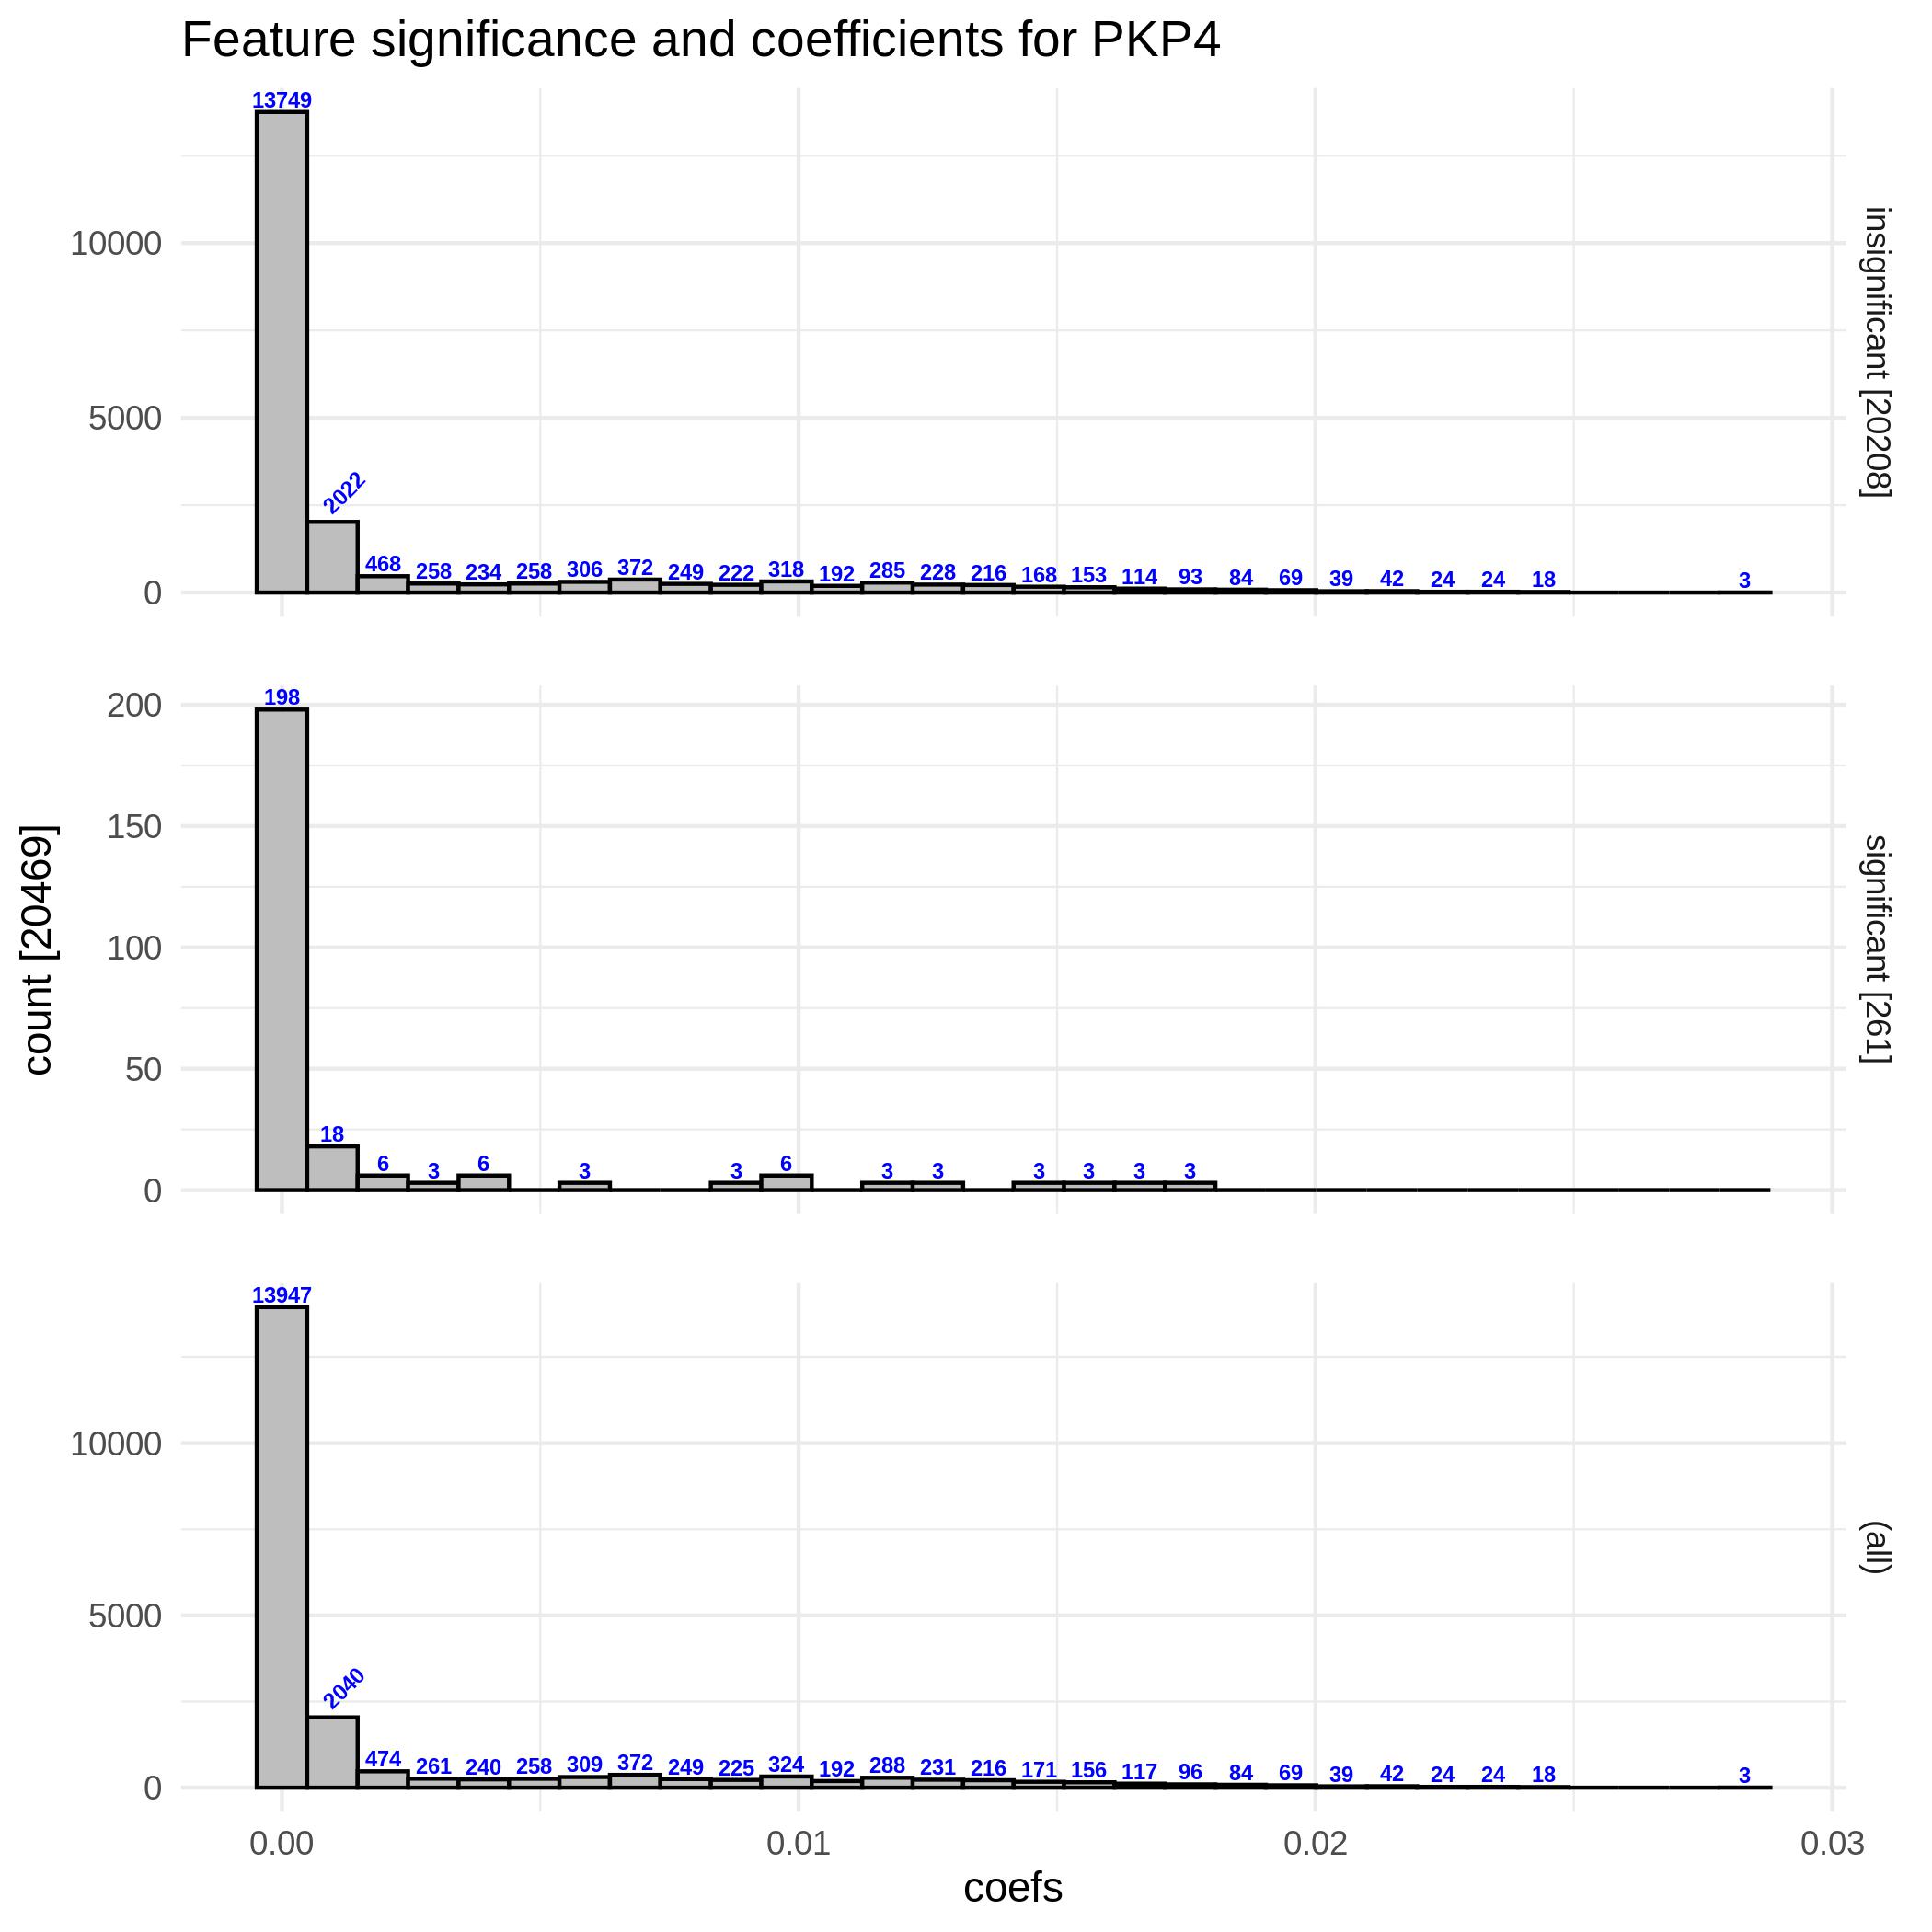 Feature significance and coefficients for PKP4
13749
10000
5000
0
2022
468 258 234 258 306 372 249 222 318 192 285 228 216 168 153 114 93 84 69 39 42 24 24 18 3
insignificant [20208]
count [20469]
200
150
100
50
0
198
18 6 3 6 3 3 6 3 3 3 3 3 3
significant [261]
13947
10000
5000
0
2040
474 261 240 258 309 372 249 225 324 192 288 231 216 171 156 117 96 84 69 39 42 24 24 18 3
(all)
0.00 0.01 0.02 0.03
coefs